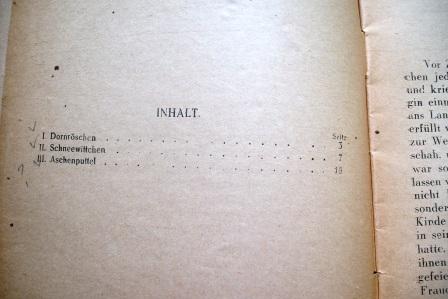 INHALT.
Seite
I. Dornröschen 3
II. Schneewittchen 7
III. Aschenputtel
Vor
chen jed
und krie
gin einm
ans Lan
erfüllt
zur We
schah,
war so
lassen
nicht
sonder
Kinde
in sein
hatte,
ihnen
gefeie
Frau